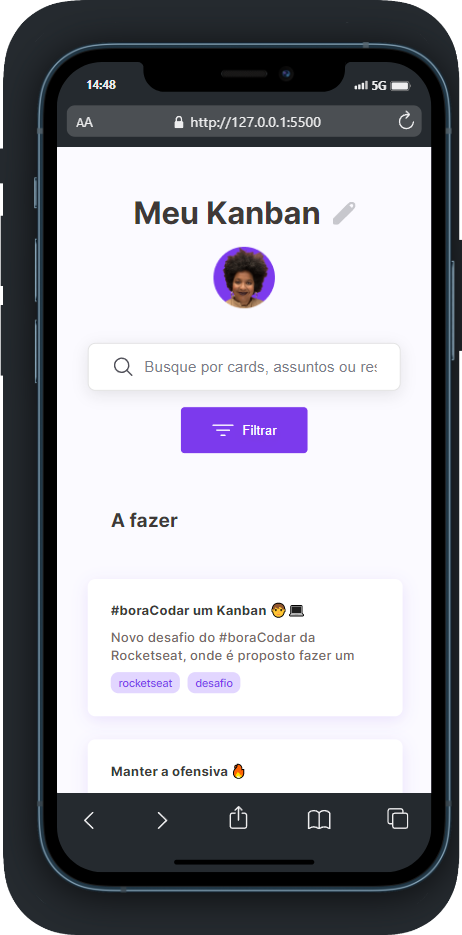 14:48
5G
AA
http://127.0.0.1:5500
Meu Kanban
Busque por cards, assuntos ou res
Filtrar
A fazer
#boraCodar um Kanban 🧑💻
Novo desafio do #boraCodar da
Rocketseat, onde é proposto fazer um
rocketseat desafio
Manter a ofensiva 🔥